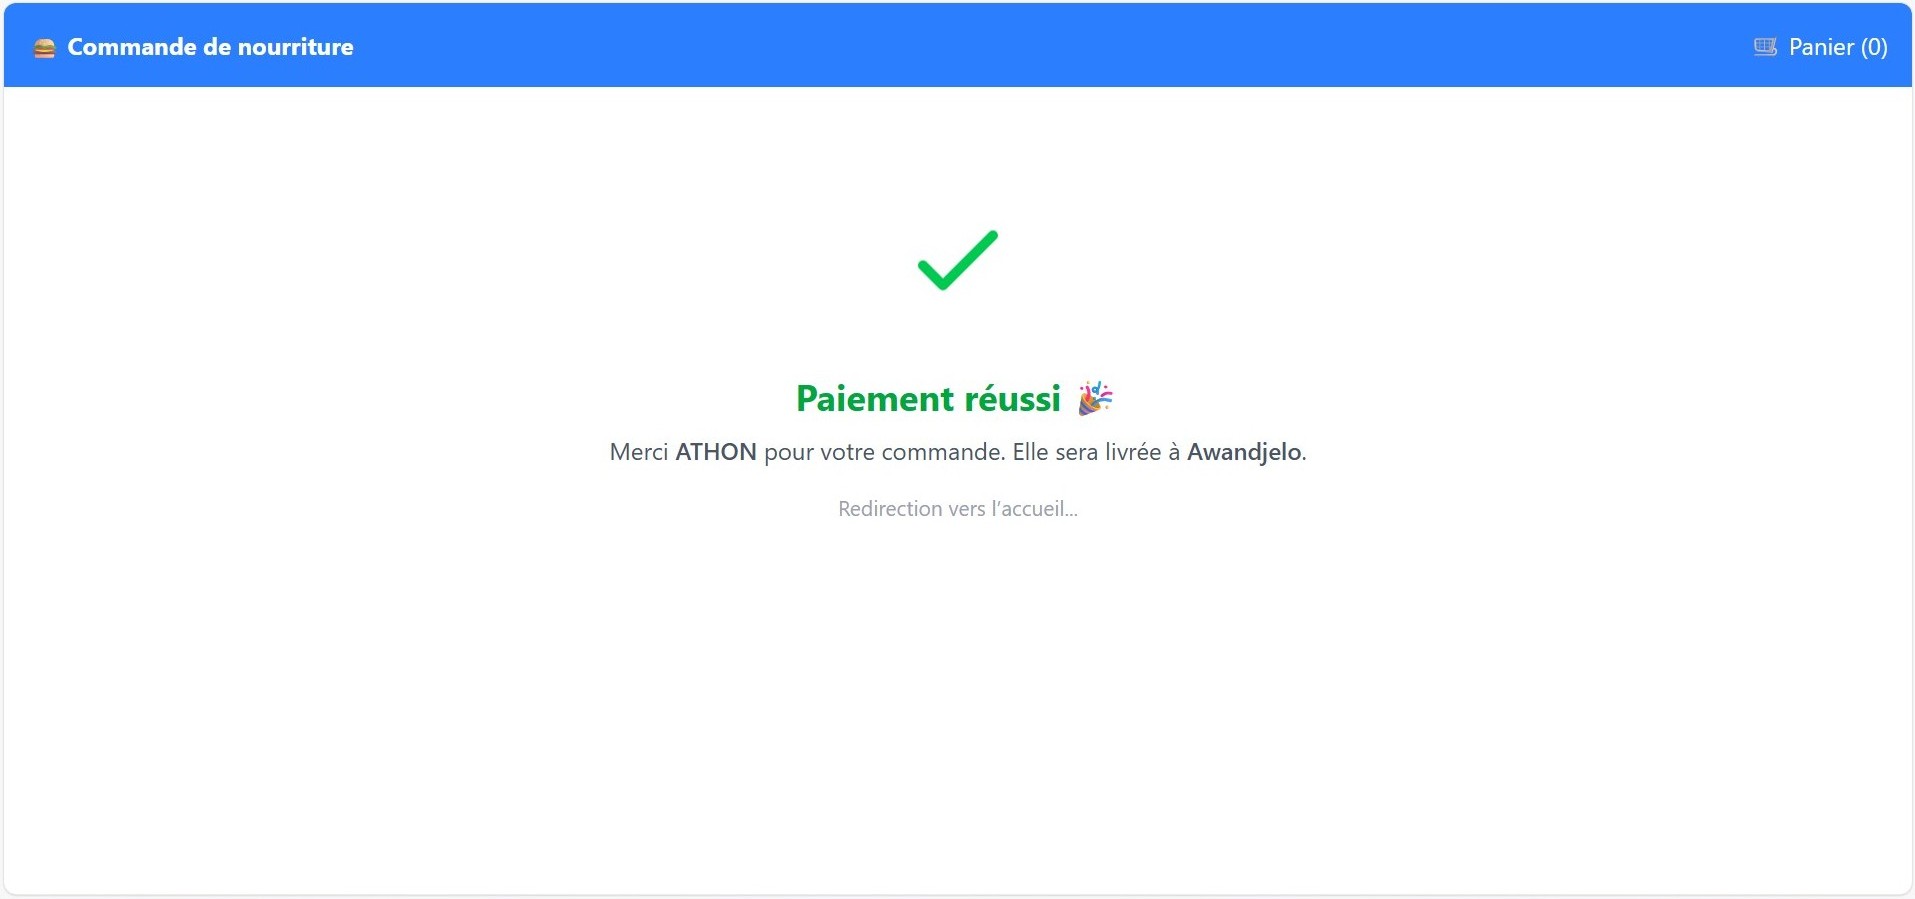 🍔 Commande de nourriture
🛒 Panier (0)
Paiement réussi 🎉
Merci ATHON pour votre commande. Elle sera livrée à Awandjelo.
Redirection vers l’accueil...